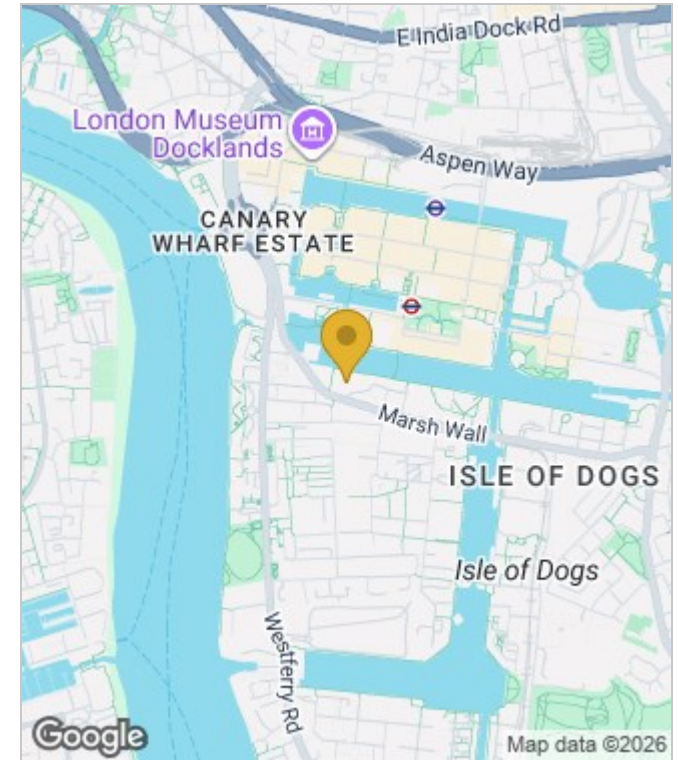 E India Dock Rd
London Museum
Docklands
Aspen Way
CANARY
WHARF ESTATE
Marsh Wall
ISLE OF DOGS
Isle of Dogs
Westferry Rd
Google
Map data ©2026